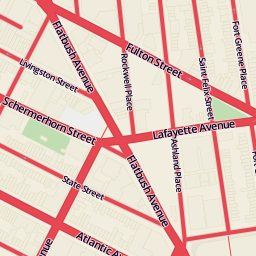 Flatbush Avenue
Fulton Street
Fort Greene Place
Livingston Street
Rockwell Place
Saint Felix Street
Schermerhorn Street
Lafayette Avenue
Ashland Place
Flatbush Avenue
State Street
Avenue
Atlantic Av